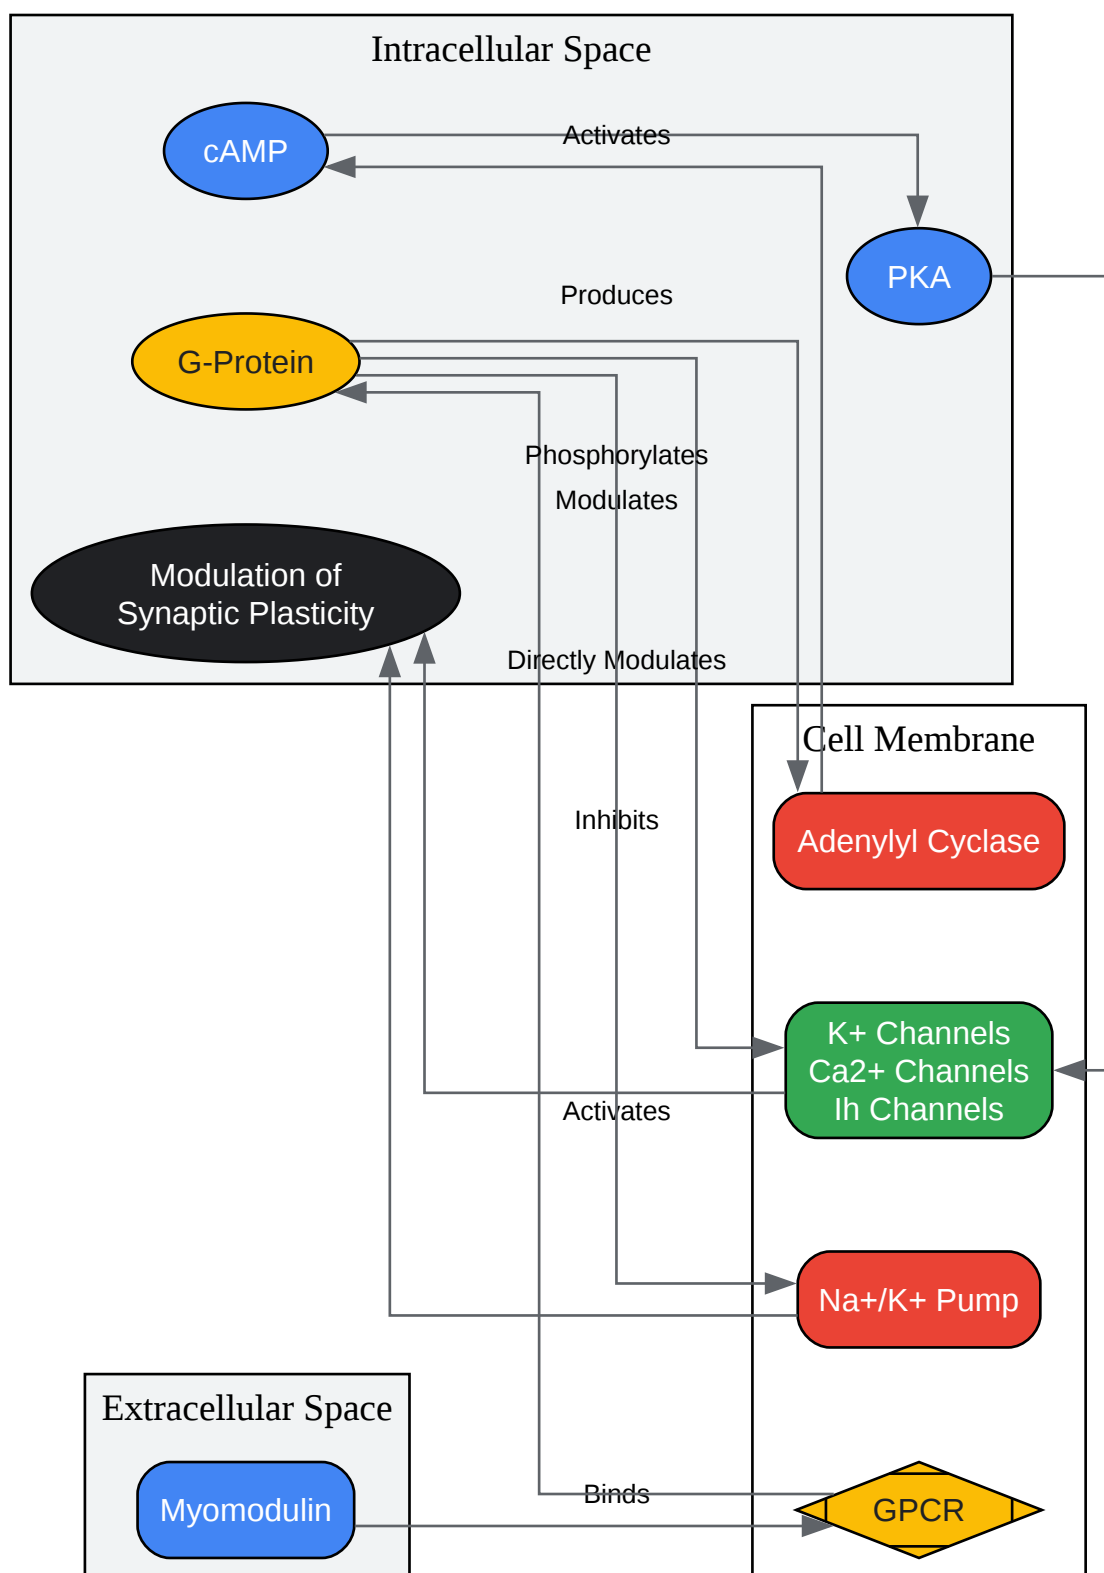 Intracellular Space
Activates
cAMP
PKA
Produces
G-Protein
Phosphorylates
Modulates
Modulation of
Synaptic Plasticity
Directly Modulates
Cell Membrane
Inhibits
Adenylyl Cyclase
K+ Channels
Ca2+ Channels
Ih Channels
Activates
Na+/K+ Pump
Extracellular Space
Binds
Myomodulin
GPCR